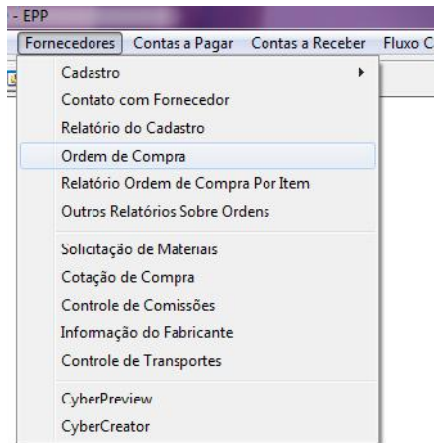 - EPP
Fornecedores Contas a Pagar Contas a Receber Fluxo C
Cadastro
Contato com Fornecedor
Relatório do Cadastro
Ordem de Compra
Relatório Ordem de Compra Por Item
Outros Relatórios Sobre Ordens
Solicitação de Materiais
Cotação de Compra
Controle de Comissões
Informação do Fabricante
Controle de Transportes
CyberPreview
CyberCreator